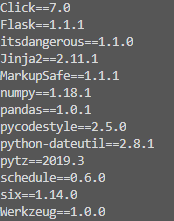 Click==7.0
Flask==1.1.1
itsdangerous==1.1.0
Jinja2==2.11.1
MarkupSafe==1.1.1
numpy==1.18.1
pandas==1.0.1
pycodestyle==2.5.0
python-dateutil==2.8.1
pytz==2019.3
schedule==0.6.0
six==1.14.0
Werkzeug==1.0.0